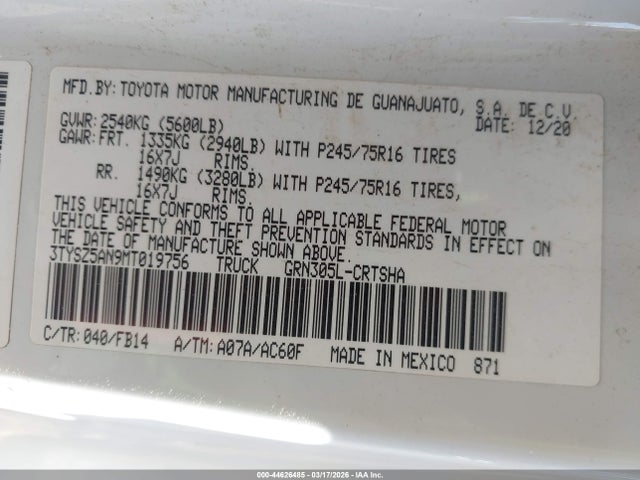 MFD.BY:TOYOTA MOTOR MANUFACTURING DE GUANAJUATO, S.A. DE C.V.
GVWR:2540KG (5600LB) DATE: 12/20
GAWR:FRT. 1335KG (2940LB) WITH P245/75R16 TIRES
16X7J RIMS,
RR. 1490KG (3280LB) WITH P245/75R16 TIRES,
16X7J RIMS.
THIS VEHICLE CONFORMS TO ALL APPLICABLE FEDERAL MOTOR
VEHICLE SAFETY AND THEFT PREVENTION STANDARDS IN EFFECT ON
THE DATE OF MANUFACTURE SHOWN ABOVE.
3TYSZ5AN9MT019756 TRUCK GRN305L-CRTSHA
C/TR:040/FB14 A/TM:A07A/AC60F MADE IN MEXICO 871
000-44626485 - 03/17/2026 - © IAA Inc.